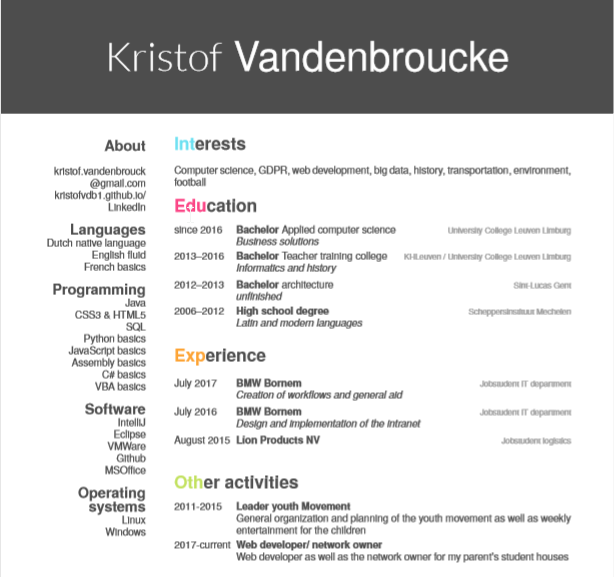 Kristof Vandenbroucke
About
kristof.vandenbrouck
@gmail.com
kristofvdb1.github.io/
LinkedIn
Languages
Dutch native language
English fluid
French basics
Programming
Java
CSS3 & HTML5
SQL
Python basics
JavaScript basics
Assembly basics
C# basics
VBA basics
Software
IntelliJ
Eclipse
VMWare
Github
MSOffice
Operating
systems
Linux
Windows
Interests
Computer science, GDPR, web development, big data, history, transportation, environment,
football
Education
since 2016 Bachelor Applied computer science University College Leuven Limburg
Business solutions
2013–2016 Bachelor Teacher training college KHLeuven / University College Leuven Limburg
Informatics and history
2012–2013 Bachelor architecture Sint-Lucas Gent
unfinished
2006–2012 High school degree Scheppersinstituut Mechelen
Latin and modern languages
Experience
July 2017 BMW Bornem Jobstudent IT department
Creation of workflows and general aid
July 2016 BMW Bornem Jobstudent IT department
Design and implementation of the intranet
August 2015 Lion Products NV Jobstudent logistics
Other activities
2011-2015 Leader youth Movement
General organization and planning of the youth movement as well as weekly
entertainment for the children
2017-current Web developer/ network owner
Web developer as well as the network owner for my parent's student houses